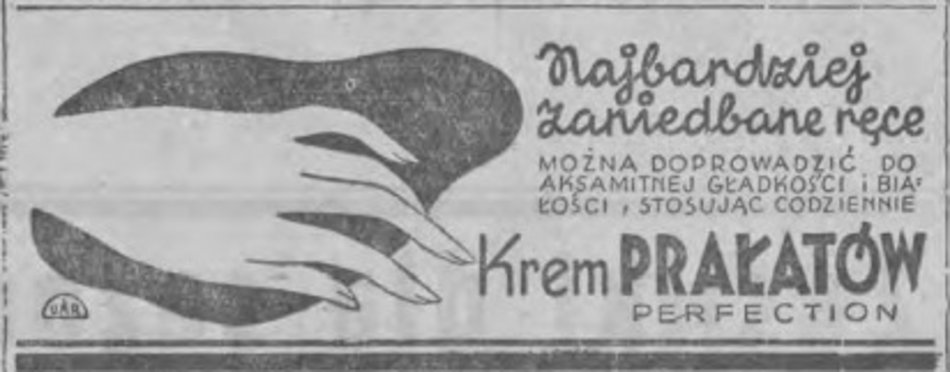 Najbardziej
zaniedbane ręce
MOŻNA DOPROWADZIĆ DO
AKSAMITNEJ GŁADKOŚCI i BIA-
ŁOŚCI, STOSUJĄC CODZIENNIE
Krem PRAŁATÓW
PERFECTION